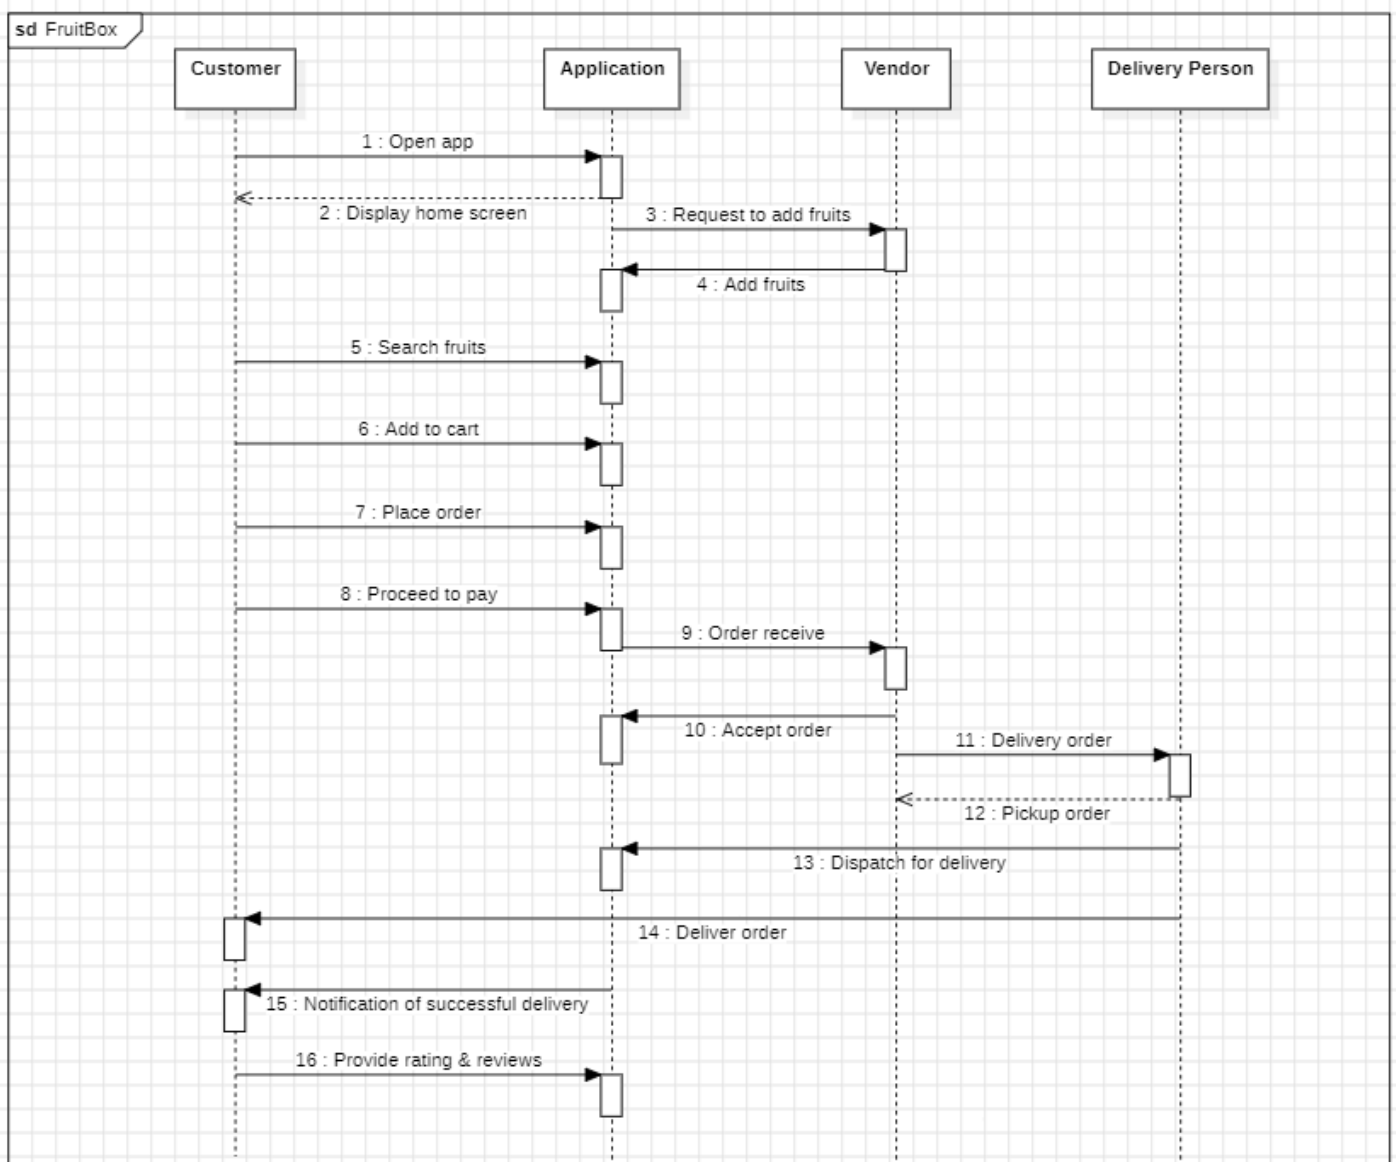 sd FruitBox
Customer
Application
Vendor
Delivery Person
1 : Open app
2 : Display home screen
3 : Request to add fruits
4 : Add fruits
5 : Search fruits
6 : Add to cart
7 : Place order
8 : Proceed to pay
9 : Order receive
10 : Accept order
11 : Delivery order
12 : Pickup order
13 : Dispatch for delivery
14 : Deliver order
15 : Notification of successful delivery
16 : Provide rating & reviews